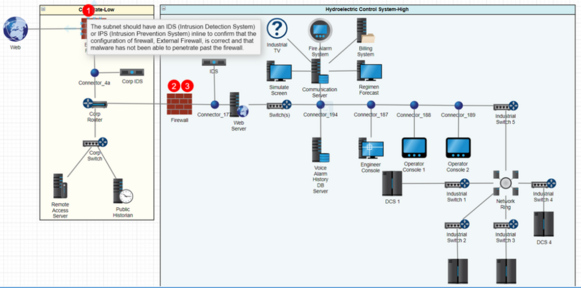 Hydroelectric Control System-High
-Low
1
The subnet should have an IDS (Intrusion Detection System)
or IPS (Intrusion Prevention System) inline to confirm that the
configuration of firewall, External Firewall, is correct and that
malware has not been able to penetrate past the firewall.
Web
Industrial
TV
Fire Alarm
System
Billing
System
Connector_4a
Corp IDS
IDS
Simulate
Screen
Communication
Server
Regimen
Forecast
2 3
Corp
Router
Firewall
Web
Server
Switch(s)
Connector_194
Connector_187
Connector_188
Connector_189
Industrial
Switch 5
Corp
Switch
Voice
Alarm
History
DB
Server
Engineer
Console
Operator
Console 1
Operator
Console 2
Remote
Access
Server
Public
Historian
DCS 1
Industrial
Switch 1
Network
Ring
Industrial
Switch 4
Industrial
Switch 2
Industrial
Switch 3
DCS 4